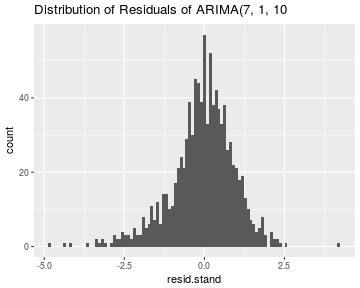 Distribution of Residuals of ARIMA(7, 1, 10
count
40
20
0
-5.0 -2.5 0.0 2.5
resid.stand